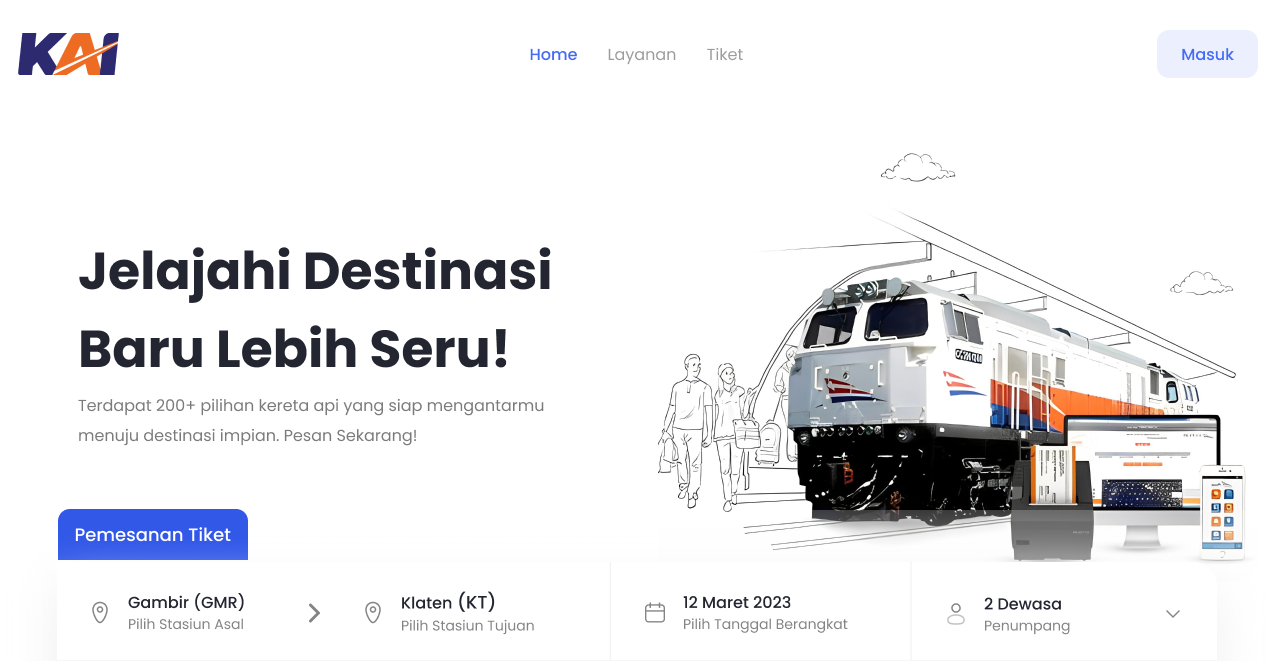 KAI
Home Layanan Tiket
Masuk
Jelajahi Destinasi
Baru Lebih Seru!
Terdapat 200+ pilihan kereta api yang siap mengantarmu
menuju destinasi impian. Pesan Sekarang!
Pemesanan Tiket
Gambir (GMR)
Pilih Stasiun Asal
Klaten (KT)
Pilih Stasiun Tujuan
12 Maret 2023
Pilih Tanggal Berangkat
2 Dewasa
Penumpang